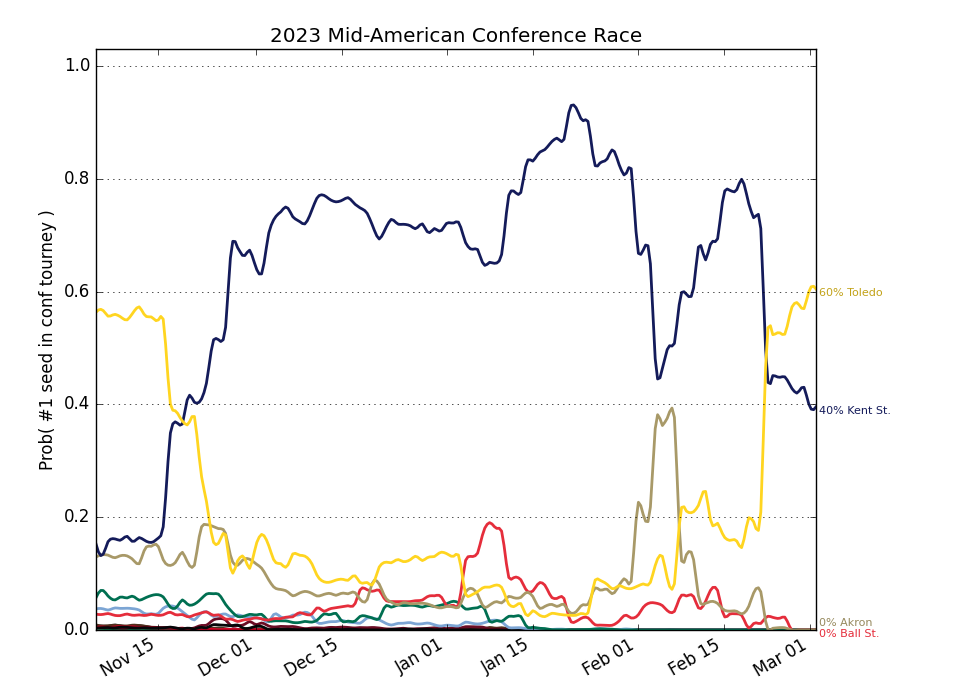 2023 Mid-American Conference Race
Prob( #1 seed in conf tourney )
1.0
0.8
0.6
0.4
0.2
0.0
60% Toledo
40% Kent St.
0% Akron
0% Ball St.
Nov 15
Dec 01
Dec 15
Jan 01
Jan 15
Feb 01
Feb 15
Mar 01